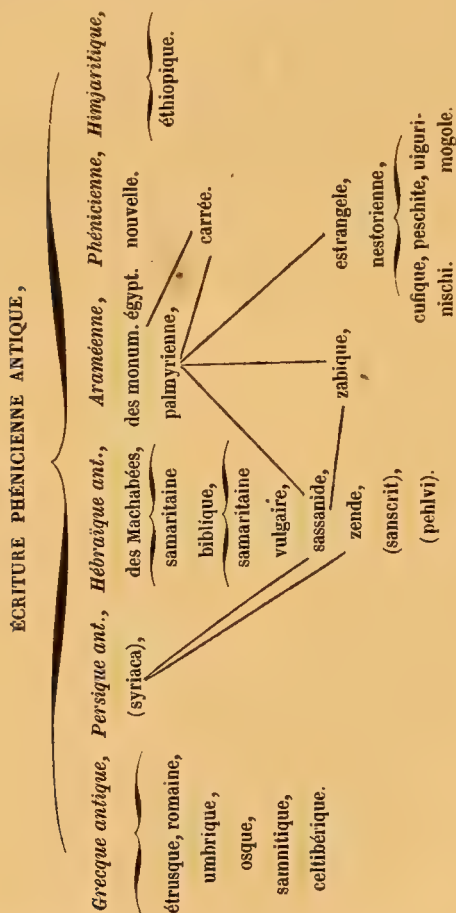 ÉCRITURE PHÉNICIENNE ANTIQUE,
Grecque antique, Persique ant., Hébraïque ant., Araméenne, Phénicienne, Himjaritique,
étrusque, romaine,
umbrique,
osque,
samnitique,
celtibérique.
(syriaca),
des Machabées,
samaritaine
biblique,
samaritaine
vulgaire,
sassanide,
zende,
(sanscrit),
(pehlvi).
des monum. égypt.
palmyrienne,
zabique,
nouvelle.
carrée.
estrangele,
nestorienne,
cufique, peschite, uiguri-
nischi. mogole.
éthiopique.